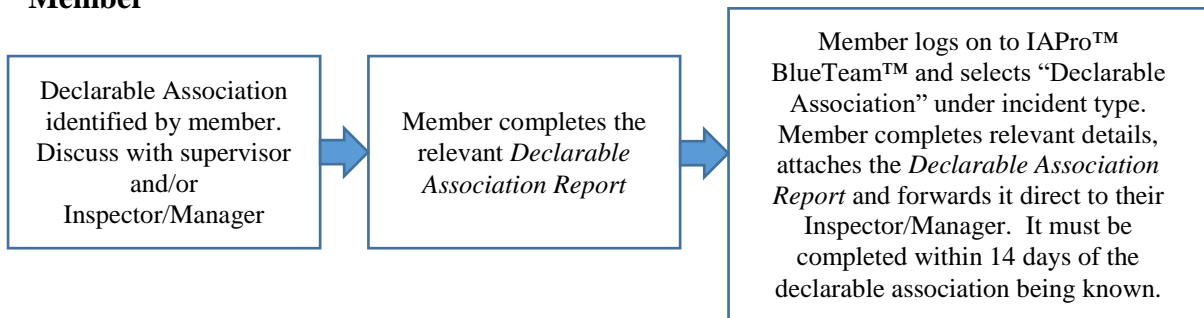 Member
Declarable Association
identified by member.
Discuss with supervisor
and/or
Inspector/Manager
Member completes the
relevant Declarable
Association Report
Member logs on to IAPro™
BlueTeam™ and selects “Declarable
Association” under incident type.
Member completes relevant details,
attaches the Declarable Association
Report and forwards it direct to their
Inspector/Manager.  It must be
completed within 14 days of the
declarable association being known.